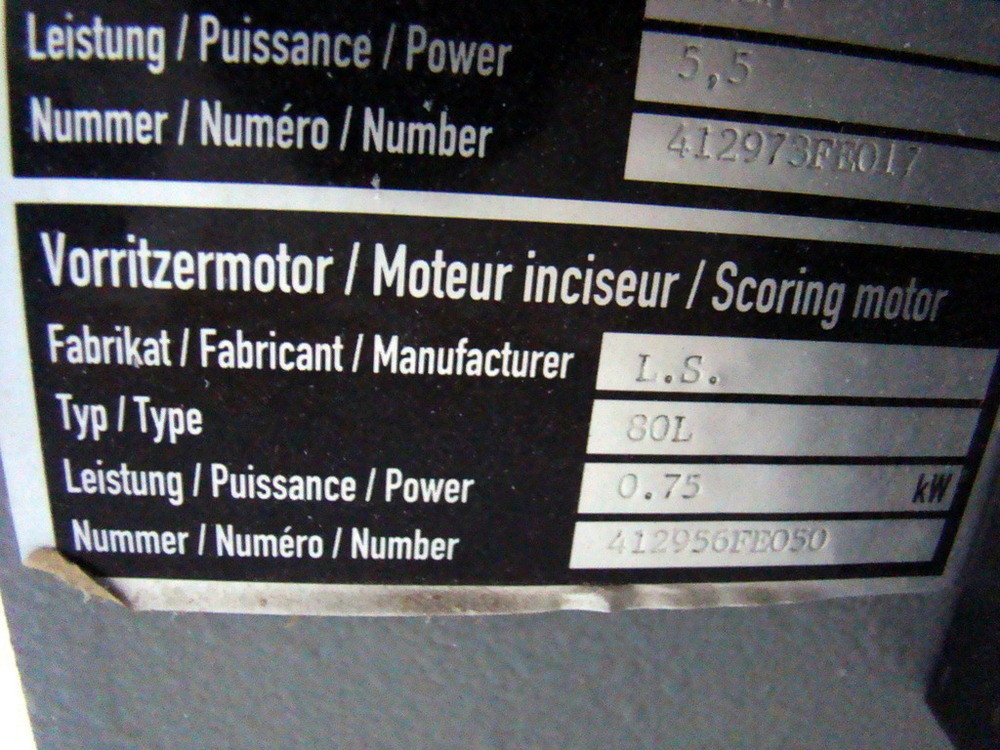 Leistung / Puissance / Power 5,5
Nummer / Numéro / Number 412973FE017
Vorritzermotor / Moteur inciseur / Scoring motor
Fabrikat / Fabricant / Manufacturer L.S.
Typ / Type 80L
Leistung / Puissance / Power 0.75 kW
Nummer / Numéro / Number 412956FE050